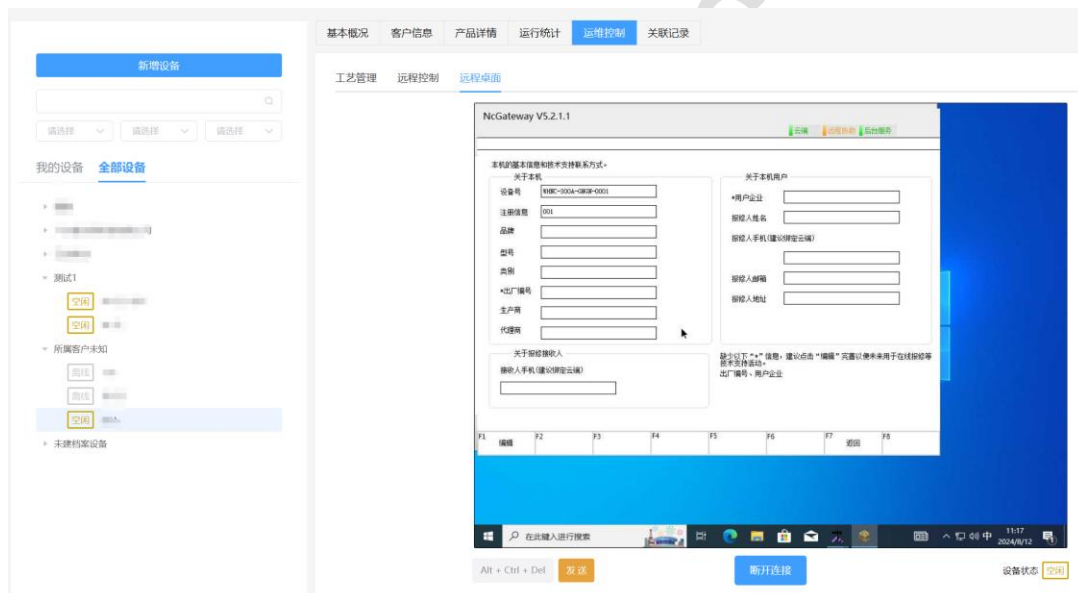 基本概况 客户信息 产品详情 运行统计 运维控制 关联记录
新增设备
工艺管理 远程控制 远程桌面
请选择 请选择 请选择
我的设备 全部设备
测试1
空闲
空闲
所属客户未知
离线
离线
空闲
未建档案设备
NcGateway V5.2.1.1
云端 远程协助 后台服务
本机的基本信息和技术支持联系方式。
关于本机
设备号
注册信息 001
品牌
型号
类别
*出厂编号
生产商
代理商
关于报修接收人
接收人手机(建议绑定云端)
关于本机用户
*用户企业
报修人姓名
报修人手机(建议绑定云端)
报修人邮箱
报修人地址
缺少以下“*”信息。建议点击“编辑”完善以便未来用于在线报修等
技术支持活动。
出厂编号、用户企业
F1 编辑 F2 F3 F4 F5 F6 F7 返回 F8
在此键入进行搜索
中 11:17
2024/8/12
Alt + Ctrl + Del 发送 断开连接 设备状态 空闲